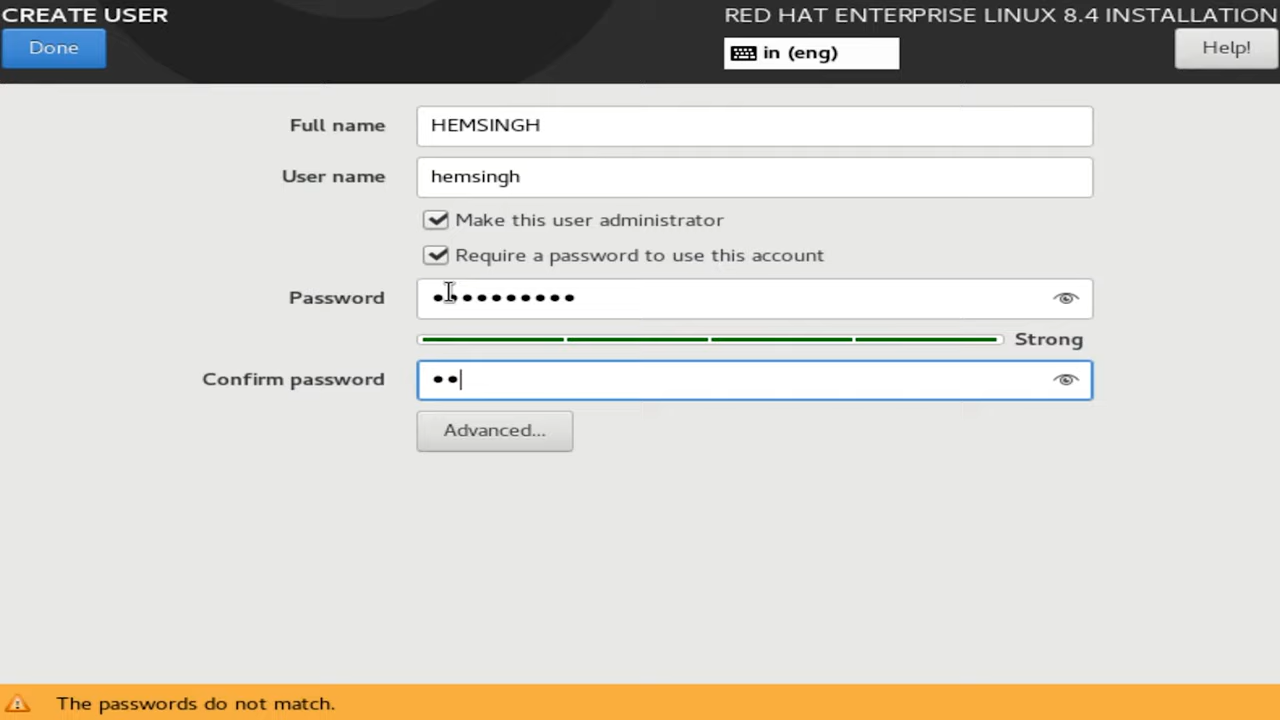 CREATE USER
RED HAT ENTERPRISE LINUX 8.4 INSTALLATION
Done
in (eng)
Help!
Full name
HEMSINGH
User name
hemsingh
Make this user administrator
Require a password to use this account
Password
••••••••••
Strong
Confirm password
••
Advanced...
The passwords do not match.